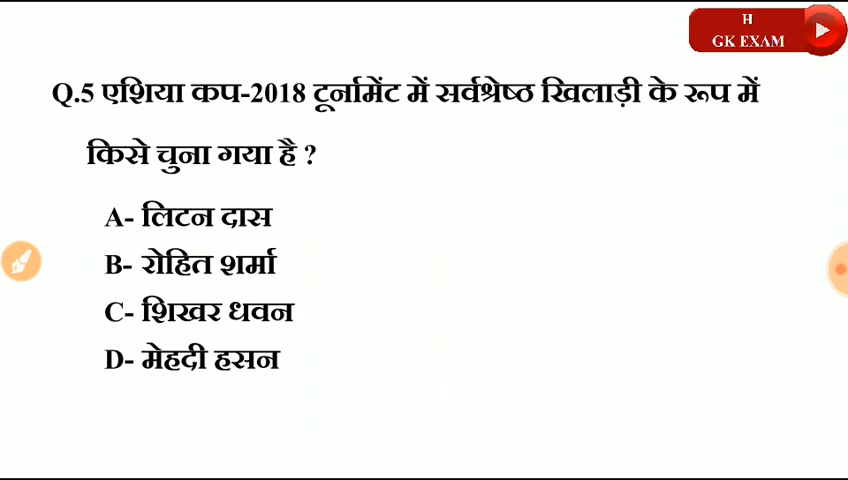 H
GK EXAM
Q.5 एशिया कप-2018 टूर्नामेंट में सर्वश्रेष्ठ खिलाड़ी के रूप में
किसे चुना गया है ?
A- लिटन दास
B- रोहित शर्मा
C- शिखर धवन
D- मेहदी हसन